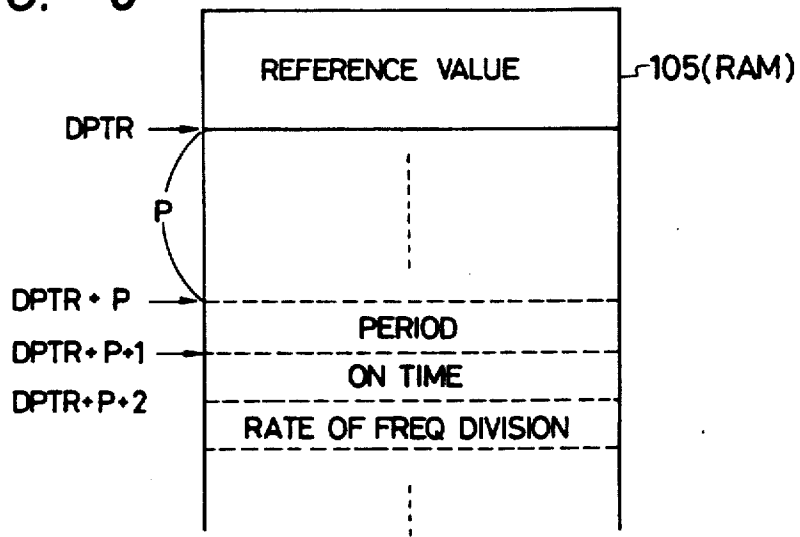 REFERENCE VALUE
105(RAM)
DPTR
P
DPTR + P
PERIOD
DPTR+P+1
ON TIME
DPTR+P+2
RATE OF FREQ DIVISION